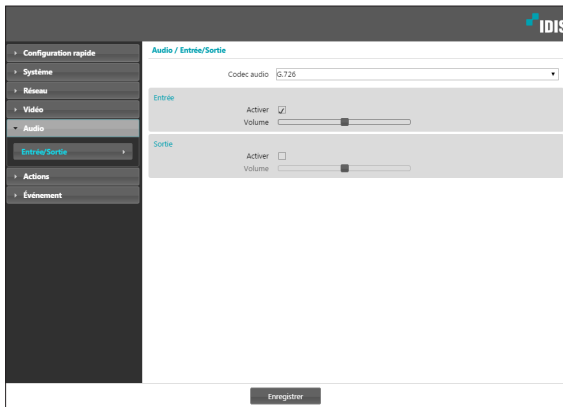 IDIS
Configuration rapide
Système
Réseau
Vidéo
Audio
Entrée/Sortie
Actions
Événement
Audio / Entrée/Sortie
Codec audio G.726
Entrée
Activer
Volume
Sortie
Activer
Volume
Enregistrer